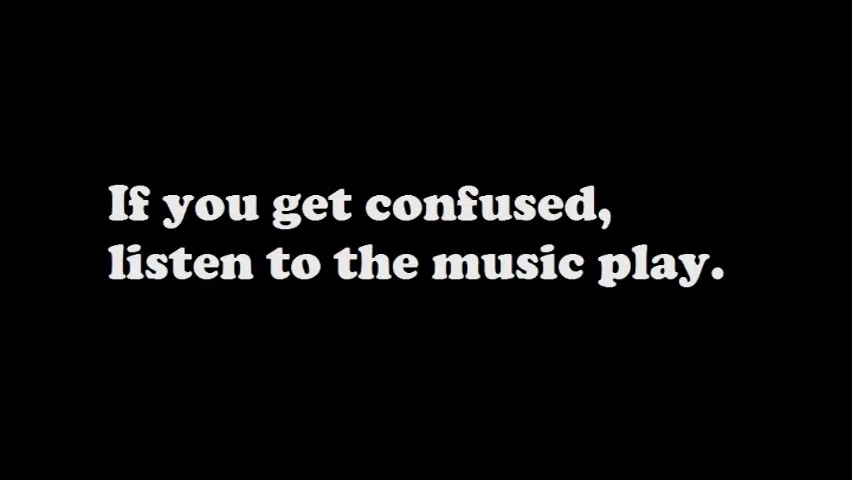 If you get confused,
listen to the music play.